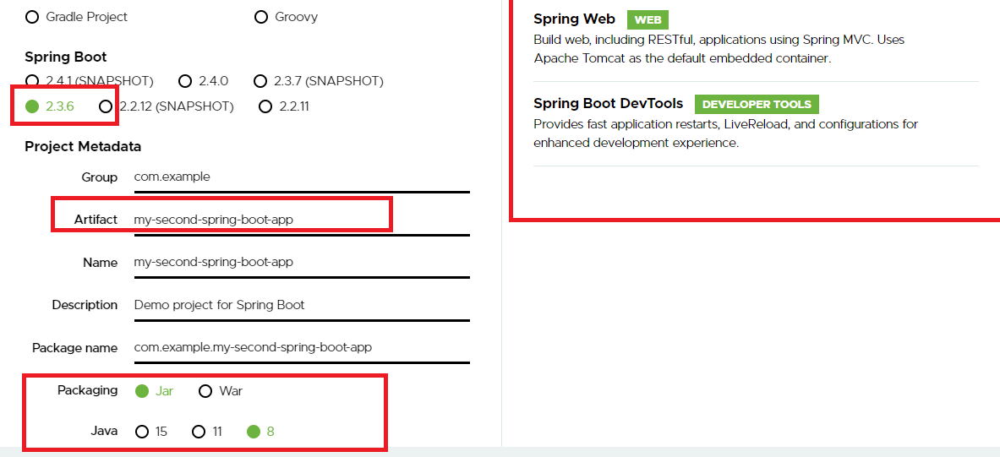 Gradle Project Groovy
Spring Boot
2.4.1 (SNAPSHOT) 2.4.0 2.3.7 (SNAPSHOT)
2.3.6 2.2.12 (SNAPSHOT) 2.2.11
Project Metadata
Group com.example
Artifact my-second-spring-boot-app
Name my-second-spring-boot-app
Description Demo project for Spring Boot
Package name com.example.my-second-spring-boot-app
Packaging Jar War
Java 15 11 8
Spring Web WEB
Build web, including RESTful, applications using Spring MVC. Uses
Apache Tomcat as the default embedded container.
Spring Boot DevTools DEVELOPER TOOLS
Provides fast application restarts, LiveReload, and configurations for
enhanced development experience.